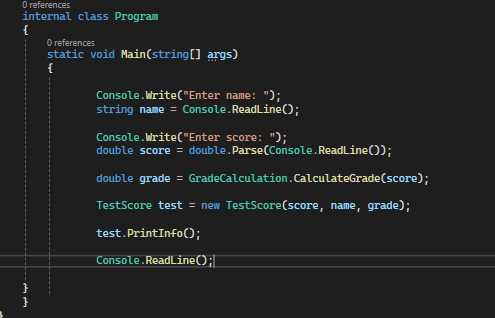 0 references
internal class Program
{
0 references
static void Main(string[] args)
{
Console.Write("Enter name: ");
string name = Console.ReadLine();
Console.Write("Enter score: ");
double score = double.Parse(Console.ReadLine());
double grade = GradeCalculation.CalculateGrade(score);
TestScore test = new TestScore(score, name, grade);
test.PrintInfo();
Console.ReadLine();
}
}
}